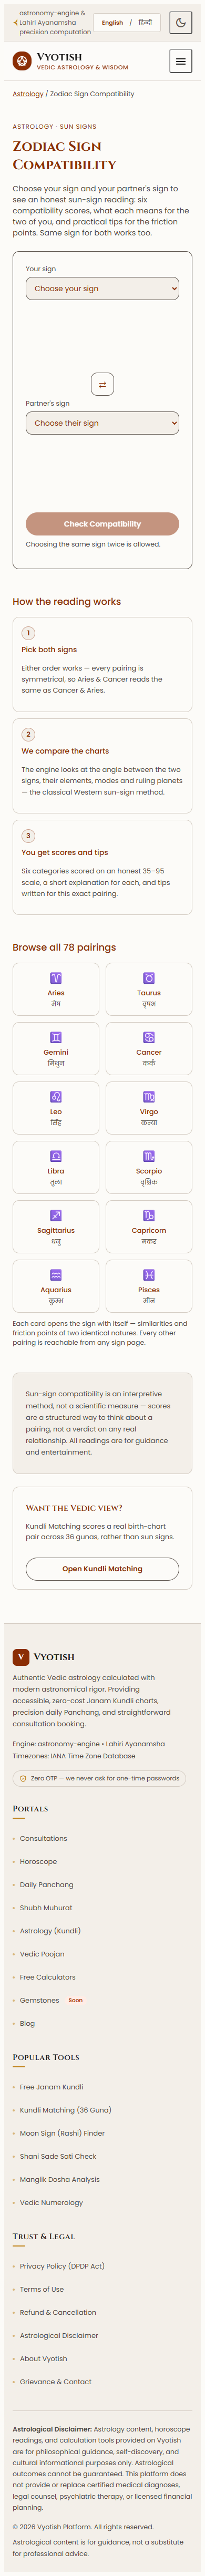 astronomy-engine &
Lahiri Ayanamsha
precision computation
English / हिन्दी
Vyotish
VEDIC ASTROLOGY & WISDOM
Astrology / Zodiac Sign Compatibility
ASTROLOGY · SUN SIGNS
Zodiac Sign
Compatibility
Choose your sign and your partner's sign to
see an honest sun-sign reading: six
compatibility scores, what each means for the
two of you, and practical tips for the friction
points. Same sign for both works too.
Your sign
Choose your sign
⇄
Partner's sign
Choose their sign
Check Compatibility
Choosing the same sign twice is allowed.
How the reading works
1
Pick both signs
Either order works — every pairing is
symmetrical, so Aries & Cancer reads the
same as Cancer & Aries.
2
We compare the charts
The engine looks at the angle between the two
signs, their elements, modes and ruling planets
— the classical Western sun-sign method.
3
You get scores and tips
Six categories scored on an honest 35–95
scale, a short explanation for each, and tips
written for this exact pairing.
Browse all 78 pairings
♈ ♉
Aries Taurus
मेष वृषभ
♊ ♋
Gemini Cancer
मिथुन कर्क
♌ ♍
Leo Virgo
सिंह कन्या
♎ ♏
Libra Scorpio
तुला वृश्चिक
♐ ♑
Sagittarius Capricorn
धनु मकर
♒ ♓
Aquarius Pisces
कुम्भ मीन
Each card opens the sign with itself — similarities and
friction points of two identical natures. Every other
pairing is reachable from any sign page.
Sun-sign compatibility is an interpretive
method, not a scientific measure — scores
are a structured way to think about a
pairing, not a verdict on any real
relationship. All readings are for guidance
and entertainment.
Want the Vedic view?
Kundli Matching scores a real birth-chart
pair across 36 gunas, rather than sun signs.
Open Kundli Matching
V Vyotish
Authentic Vedic astrology calculated with
modern astronomical rigor. Providing
accessible, zero-cost Janam Kundli charts,
precision daily Panchang, and straightforward
consultation booking.
Engine: astronomy-engine • Lahiri Ayanamsha
Timezones: IANA Time Zone Database
Zero OTP — we never ask for one-time passwords
Portals
Consultations
Horoscope
Daily Panchang
Shubh Muhurat
Astrology (Kundli)
Vedic Poojan
Free Calculators
Gemstones Soon
Blog
Popular Tools
Free Janam Kundli
Kundli Matching (36 Guna)
Moon Sign (Rashi) Finder
Shani Sade Sati Check
Manglik Dosha Analysis
Vedic Numerology
Trust & Legal
Privacy Policy (DPDP Act)
Terms of Use
Refund & Cancellation
Astrological Disclaimer
About Vyotish
Grievance & Contact
Astrological Disclaimer: Astrology content, horoscope
readings, and calculation tools provided on Vyotish
are for philosophical guidance, self-discovery, and
cultural informational purposes only. Astrological
outcomes cannot be guaranteed. This platform does
not provide or replace certified medical diagnoses,
legal counsel, psychiatric therapy, or licensed financial
planning.
© 2026 Vyotish Platform. All rights reserved.
Astrological content is for guidance, not a substitute
for professional advice.